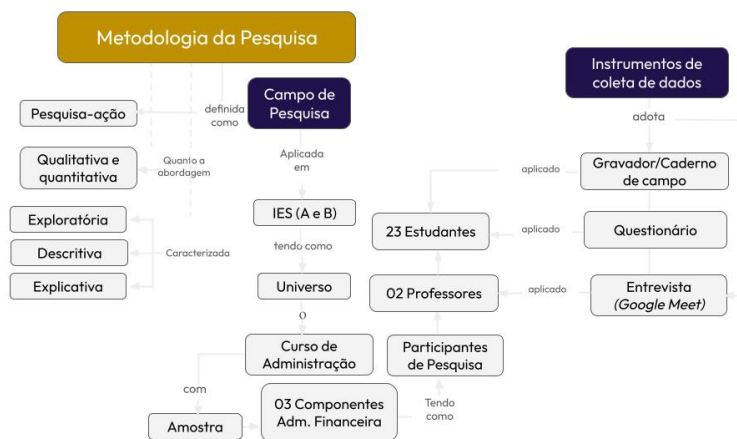 Metodologia da Pesquisa
Pesquisa-ação
definida
como
Campo de
Pesquisa
Qualitativa e
quantitativa
Quanto a
abordagem
Exploratória
Descritiva
Explicativa
Caracterizada
Aplicada
em
IES (A e B)
tendo como
Universo
o
Curso de
Administração
com
Amostra
03 Componentes
Adm. Financeira
Tendo
como
Participantes
de Pesquisa
02 Professores
23 Estudantes
Instrumentos de
coleta de dados
adota
Gravador/Caderno
de campo
aplicado
Questionário
aplicado
Entrevista
(Google Meet)
aplicado